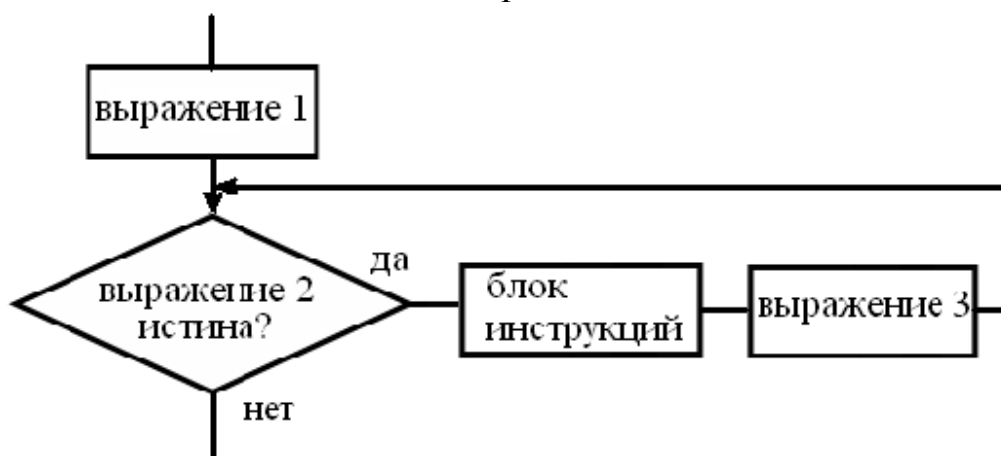 выражение 1
да
выражение 2
истина?
блок
инструкций
выражение 3
нет